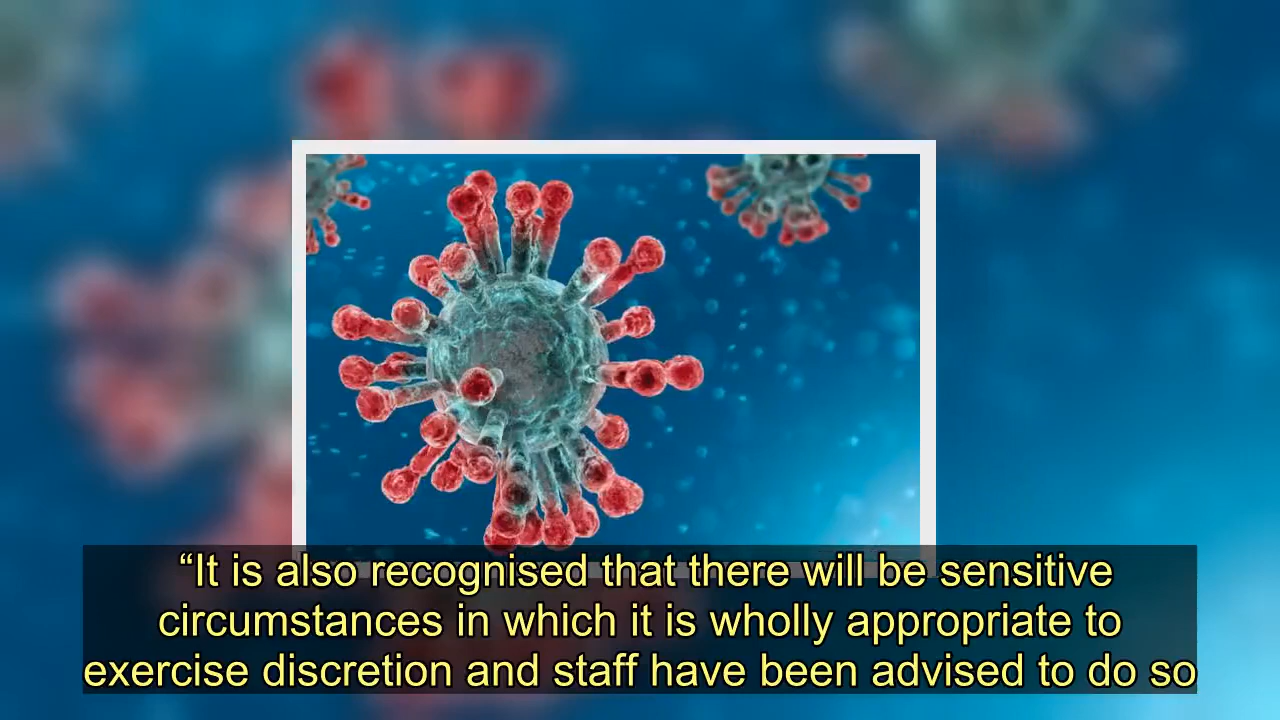 “It is also recognised that there will be sensitive
circumstances in which it is wholly appropriate to
exercise discretion and staff have been advised to do so